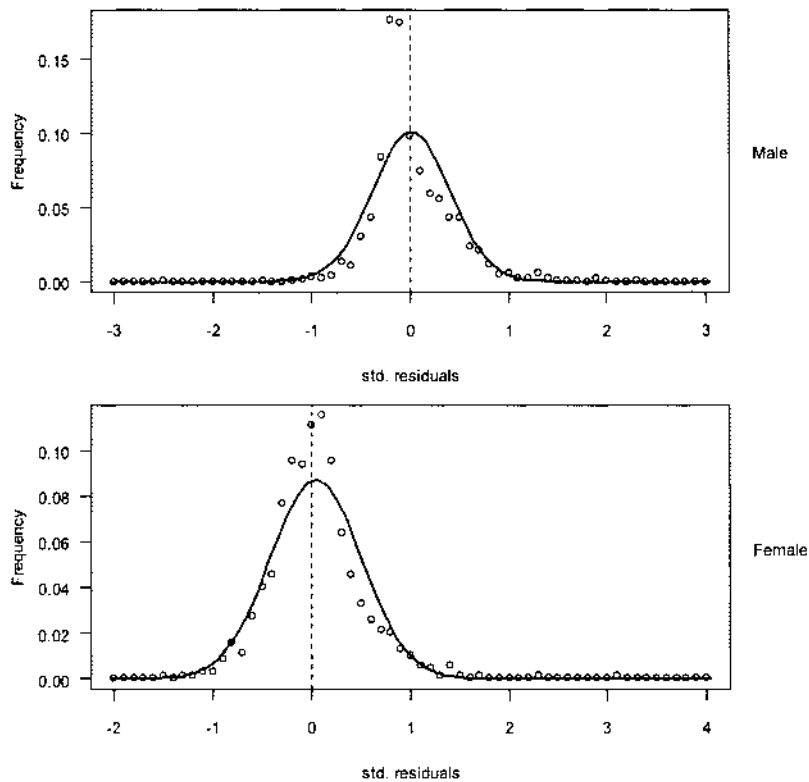 0.15
0.10
0.05
0.00
Frequency
Male
-3 -2 -1 0 1 2 3
std. residuals
0.10
0.08
0.06
0.04
0.02
0.00
Frequency
Female
-2 -1 0 1 2 3 4
std. residuals